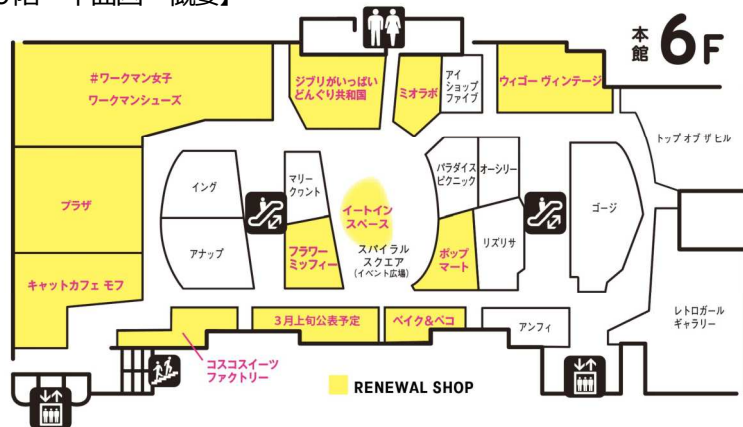 本館 6F
#ワークマン女子
ワークマンシューズ
ジブリがいっぱい
どんぐり共和国
ミオラボ
アイ
ショップ
ファイブ
ウィゴー ヴィンテージ
トップ オブ ザ ヒル
プラザ
イング
マリー
クヮント
イートイン
スペース
パラダイス
ピクニック
オーシリー
ゴージ
アナップ
フラワー
ミッフィー
スパイラル
スクエア
(イベント広場)
ポップ
マート
リズリサ
キャットカフェ モフ
3月上旬公表予定
ベイク&ペコ
アンフィ
レトロガール
ギャラリー
コスコスイーツ
ファクトリー
RENEWAL SHOP